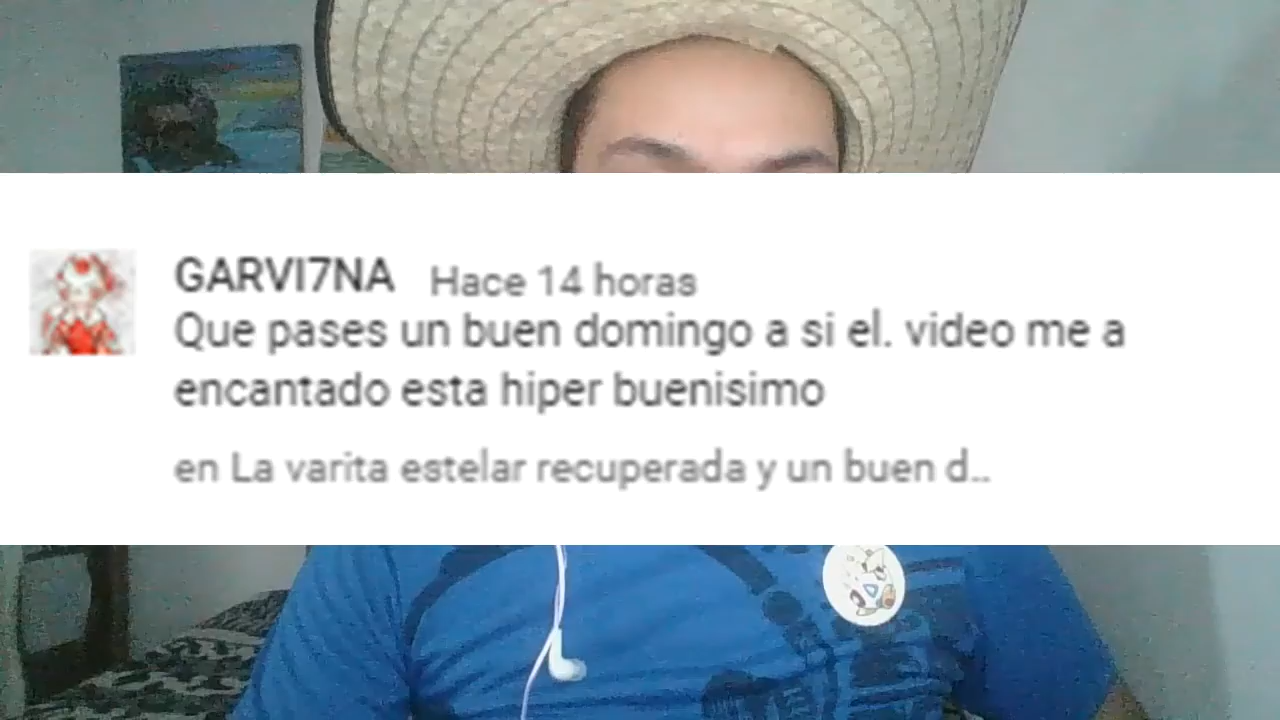 GARVI7NA Hace 14 horas
Que pases un buen domingo a si el. video me a
encantado esta hiper buenisimo
en La varita estelar recuperada y un buen d..